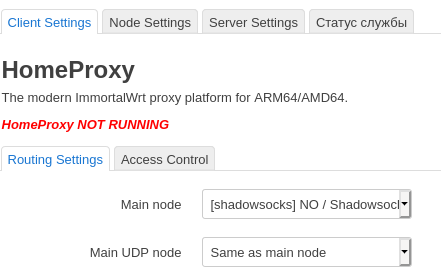 Client Settings Node Settings Server Settings Статус службы
HomeProxy
The modern ImmortalWrt proxy platform for ARM64/AMD64.
HomeProxy NOT RUNNING
Routing Settings Access Control
Main node [shadowsocks] NO / Shadowsocl
Main UDP node Same as main node